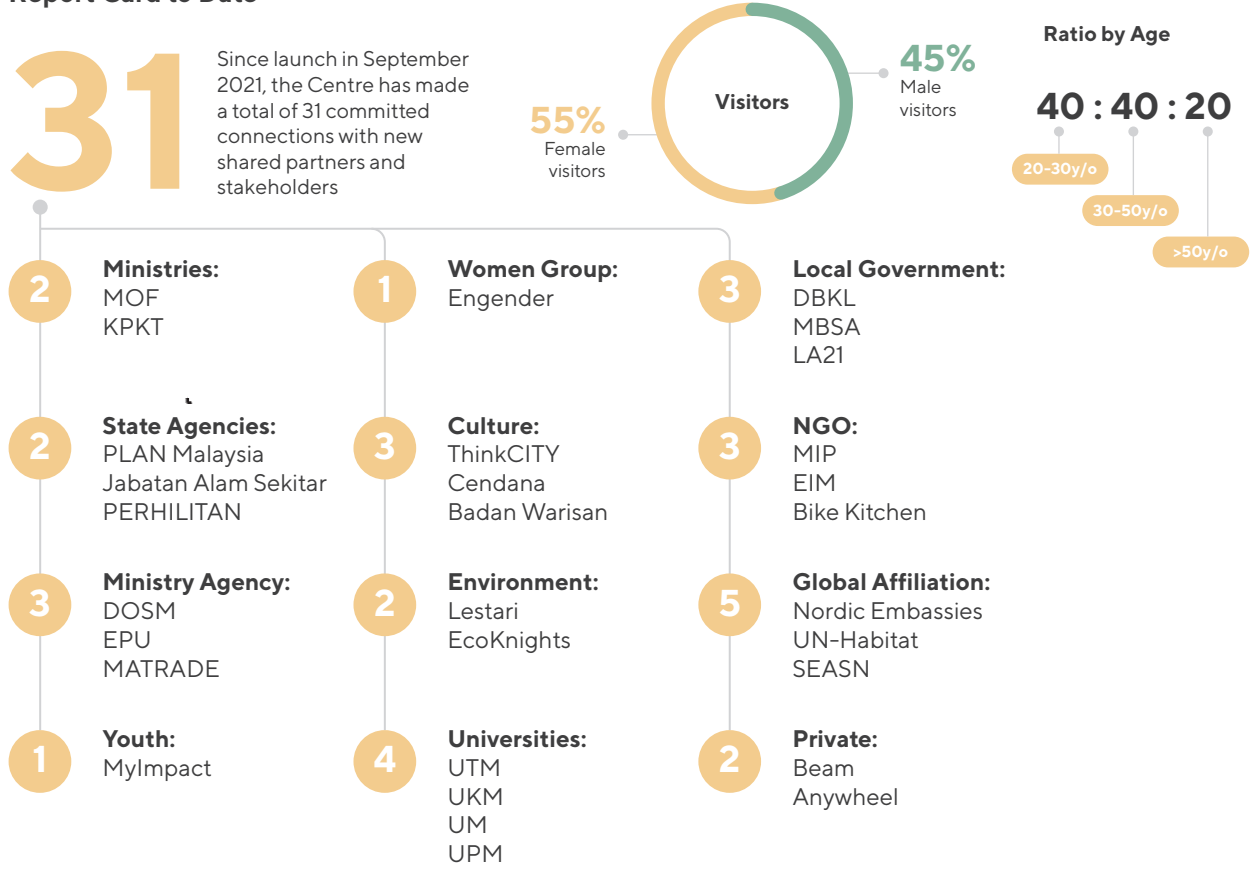 Report Card to Date
31
Since launch in September
2021, the Centre has made
a total of 31 committed
connections with new
shared partners and
stakeholders
Visitors
55%
Female
visitors
45%
Male
visitors
Ratio by Age
40 : 40 : 20
20-30y/o
30-50y/o
>50y/o
2
Ministries:
MOF
KPKT
1
Women Group:
Engender
3
Local Government:
DBKL
MBSA
LA21
2
State Agencies:
PLAN Malaysia
Jabatan Alam Sekitar
PERHILITAN
3
Culture:
ThinkCITY
Cendana
Badan Warisan
3
NGO:
MIP
EIM
Bike Kitchen
3
Ministry Agency:
DOSM
EPU
MATRADE
2
Environment:
Lestari
EcoKnights
5
Global Affiliation:
Nordic Embassies
UN-Habitat
SEASN
1
Youth:
MyImpact
4
Universities:
UTM
UKM
UM
UPM
2
Private:
Beam
Anywheel